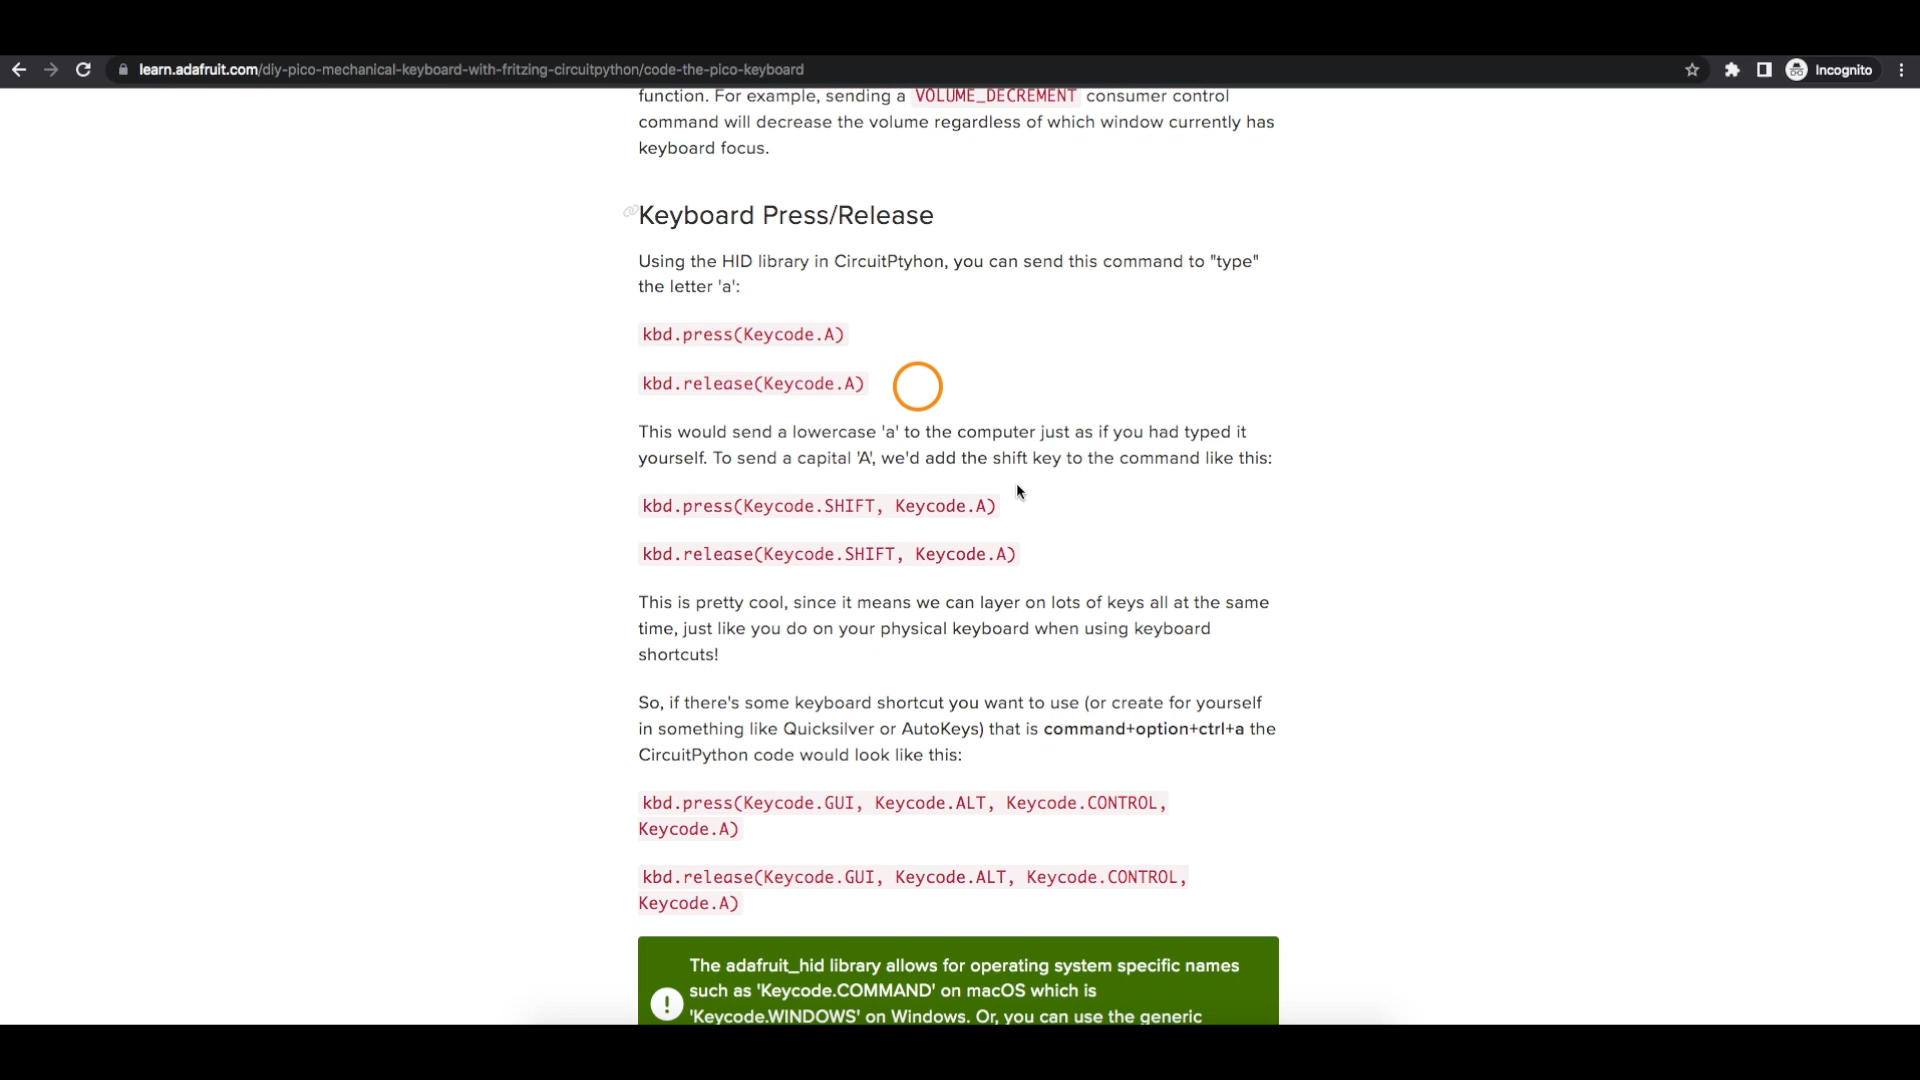 learn.adafruit.com/diy-pico-mechanical-keyboard-with-fritzing-circuitpython/code-the-pico-keyboard
Incognito
function. For example, sending a VOLUME_DECREMENT consumer control
command will decrease the volume regardless of which window currently has
keyboard focus.
Keyboard Press/Release
Using the HID library in CircuitPtyhon, you can send this command to "type"
the letter 'a':
kbd.press(Keycode.A)
kbd.release(Keycode.A)
This would send a lowercase 'a' to the computer just as if you had typed it
yourself. To send a capital 'A', we'd add the shift key to the command like this:
kbd.press(Keycode.SHIFT, Keycode.A)
kbd.release(Keycode.SHIFT, Keycode.A)
This is pretty cool, since it means we can layer on lots of keys all at the same
time, just like you do on your physical keyboard when using keyboard
shortcuts!
So, if there's some keyboard shortcut you want to use (or create for yourself
in something like Quicksilver or AutoKeys) that is command+option+ctrl+a the
CircuitPython code would look like this:
kbd.press(Keycode.GUI, Keycode.ALT, Keycode.CONTROL,
Keycode.A)
kbd.release(Keycode.GUI, Keycode.ALT, Keycode.CONTROL,
Keycode.A)
The adafruit_hid library allows for operating system specific names
such as 'Keycode.COMMAND' on macOS which is
'Keycode.WINDOWS' on Windows. Or, you can use the generic